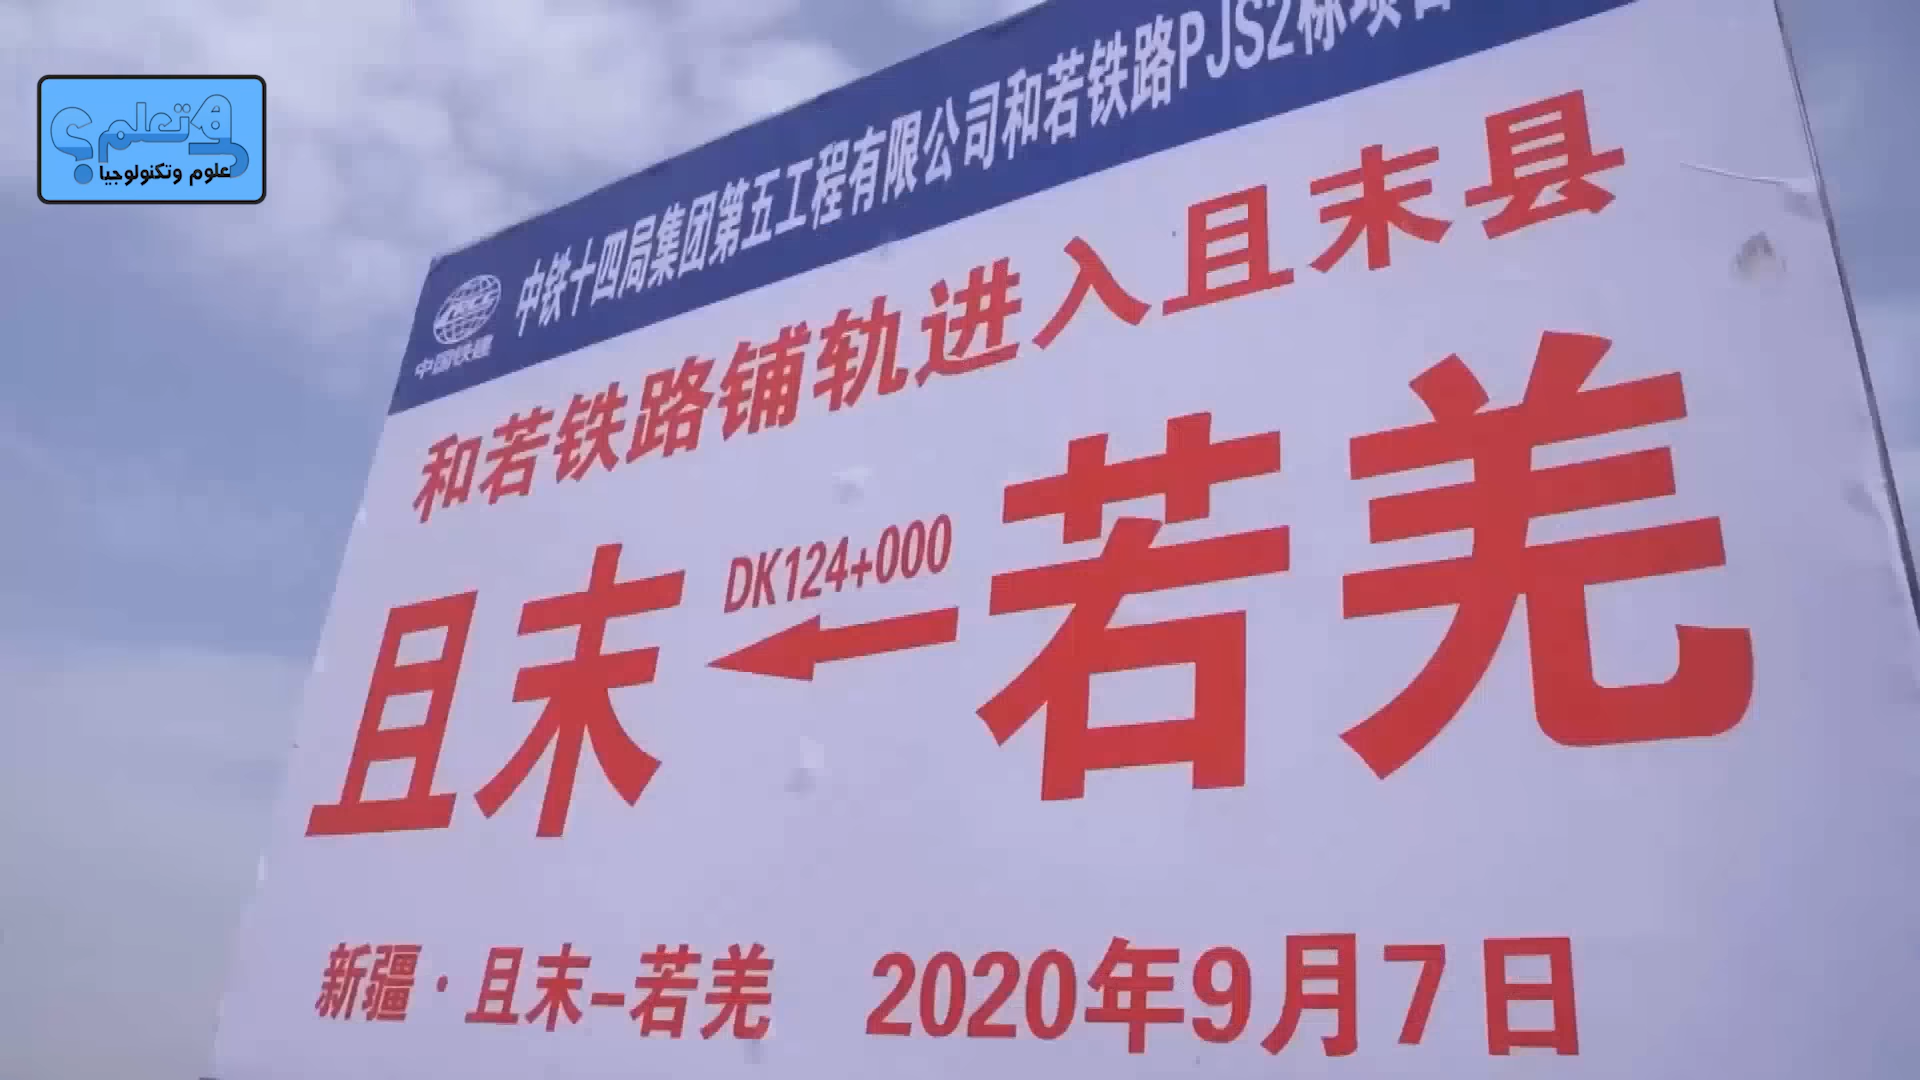 هل تعلم؟
علوم وتكنولوجيا
中铁十四局集团第五工程有限公司和若铁路PJS2标项目
CRCC
中国铁建
和若铁路铺轨进入且末县
DK124+000
且末←若羌
新疆·且末-若羌 2020年9月7日